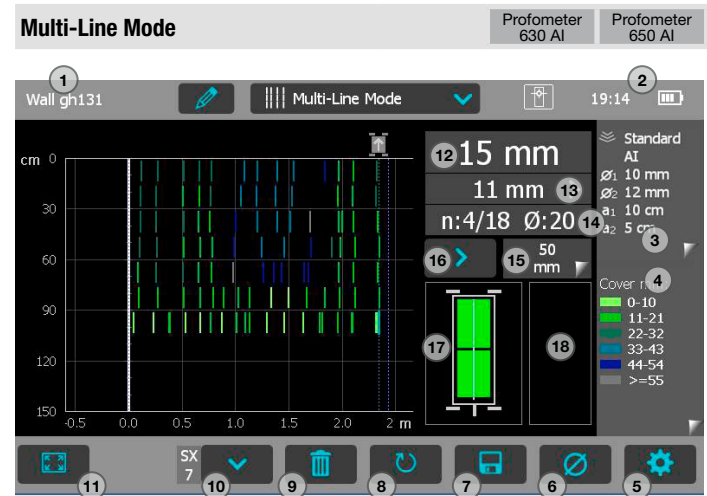 Multi-Line Mode
Profometer 630 AI
Profometer 650 AI
1
2
Wall gh131
Multi-Line Mode
19:14
cm
0
30
60
90
120
150
-0.5 0.0 0.5 1.0 1.5 2.0 2 m
12 15 mm
11 mm 13
n:4/18 Ø:20 14
16
15 50 mm
17
18
Standard
AI
ø1 10 mm
ø2 12 mm
a1 10 cm
a2 5 cm
3
Cover
4
0-10
11-21
22-32
33-43
44-54
>=55
SX
7
11
10
9
8
7
6
5